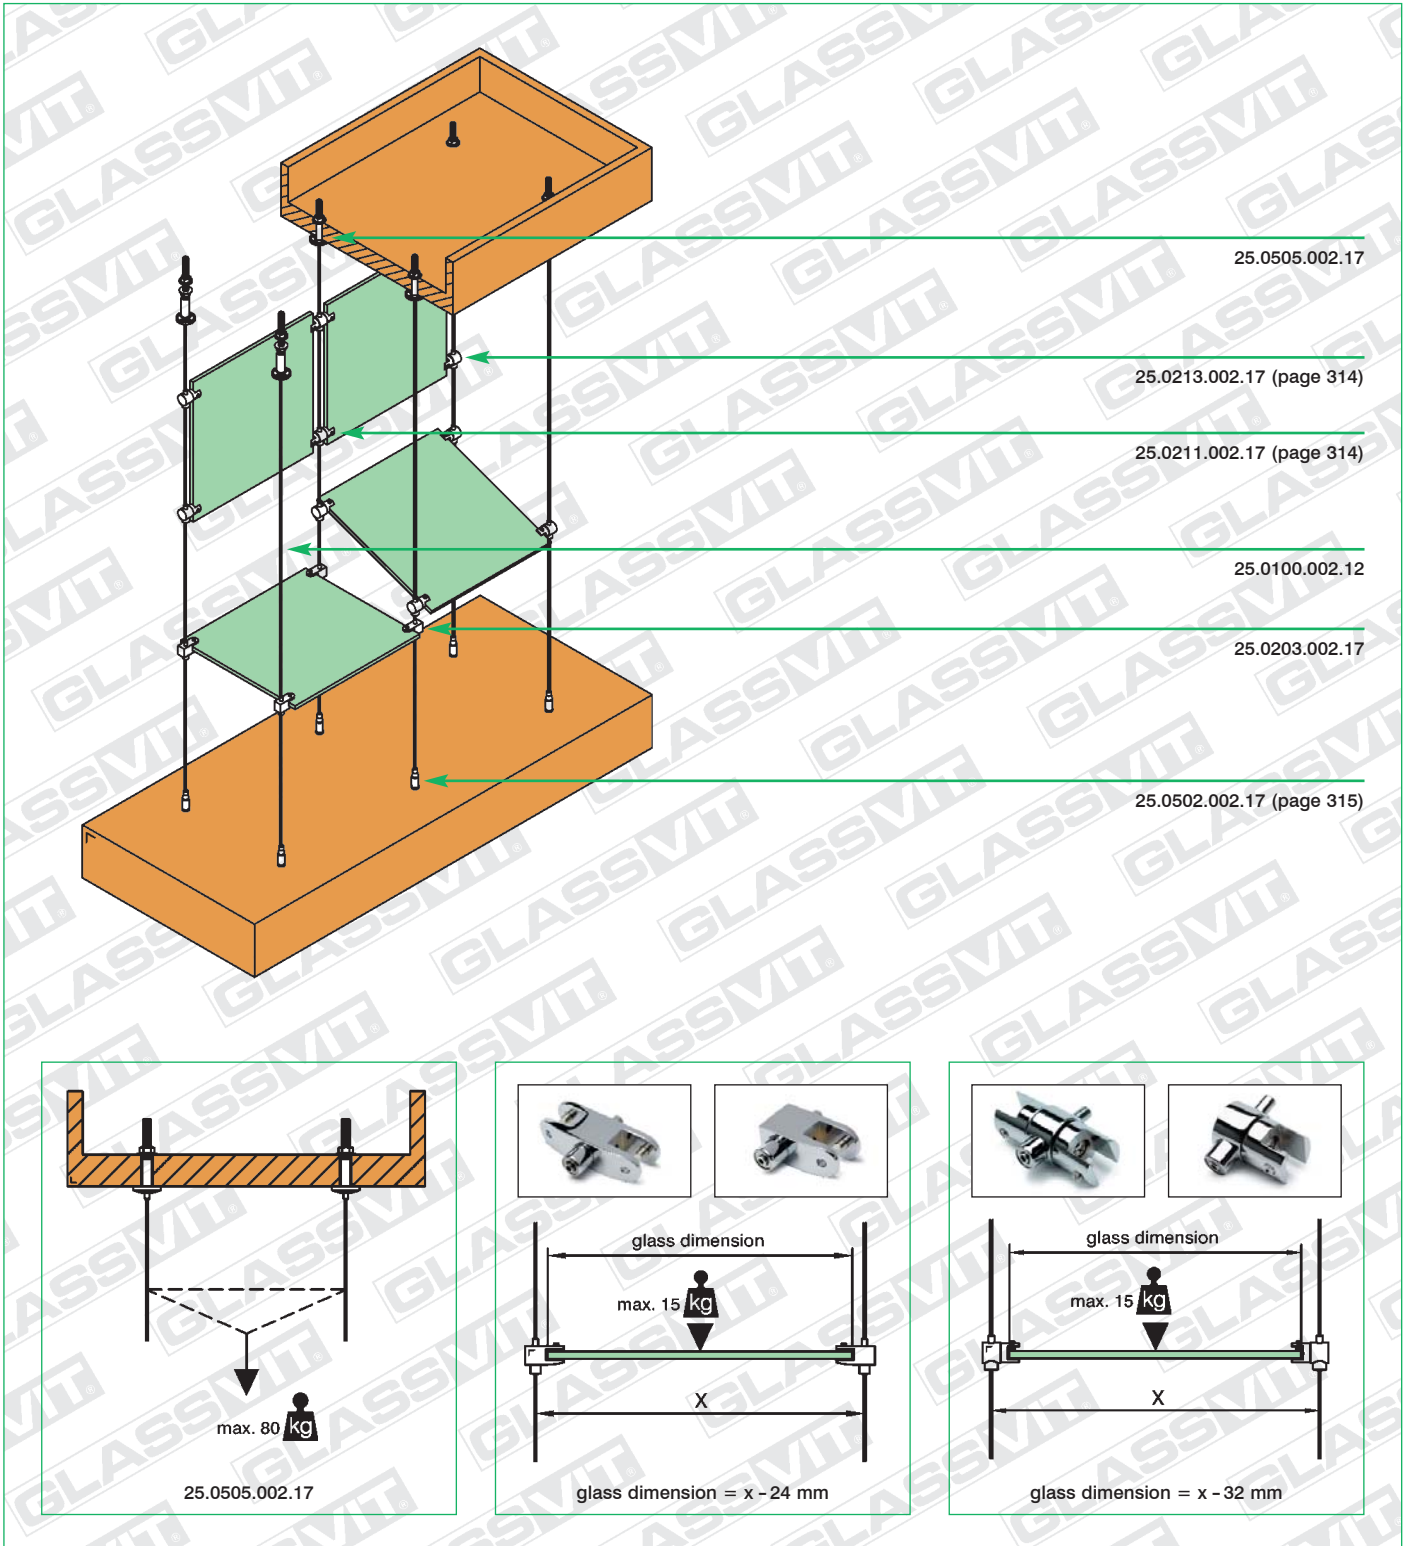 25.0505.002.17
25.0213.002.17 (page 314)
25.0211.002.17 (page 314)
25.0100.002.12
25.0203.002.17
25.0502.002.17 (page 315)
max. 80 kg
25.0505.002.17
glass dimension
max. 15 kg
X
glass dimension = x - 24 mm
glass dimension
max. 15 kg
X
glass dimension = x - 32 mm
GLASSVIT®